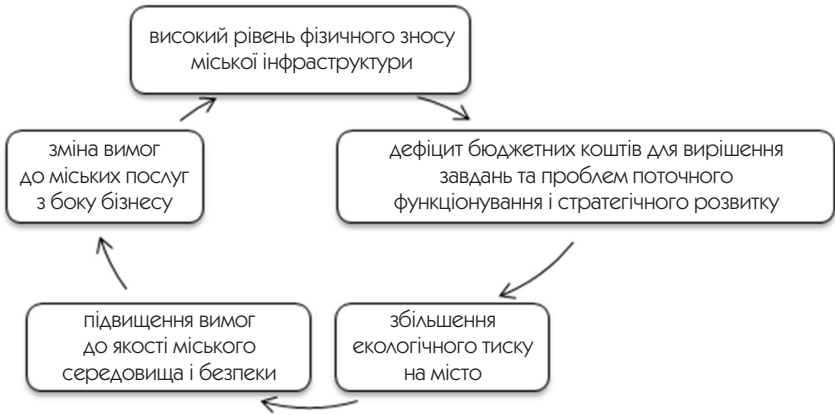 високий рівень фізичного зносу
міської інфраструктури
дефіцит бюджетних коштів для вирішення
завдань та проблем поточного
функціонування і стратегічного розвитку
збільшення
екологічного тиску
на місто
підвищення вимог
до якості міського
середовища і безпеки
зміна вимог
до міських послуг
з боку бізнесу